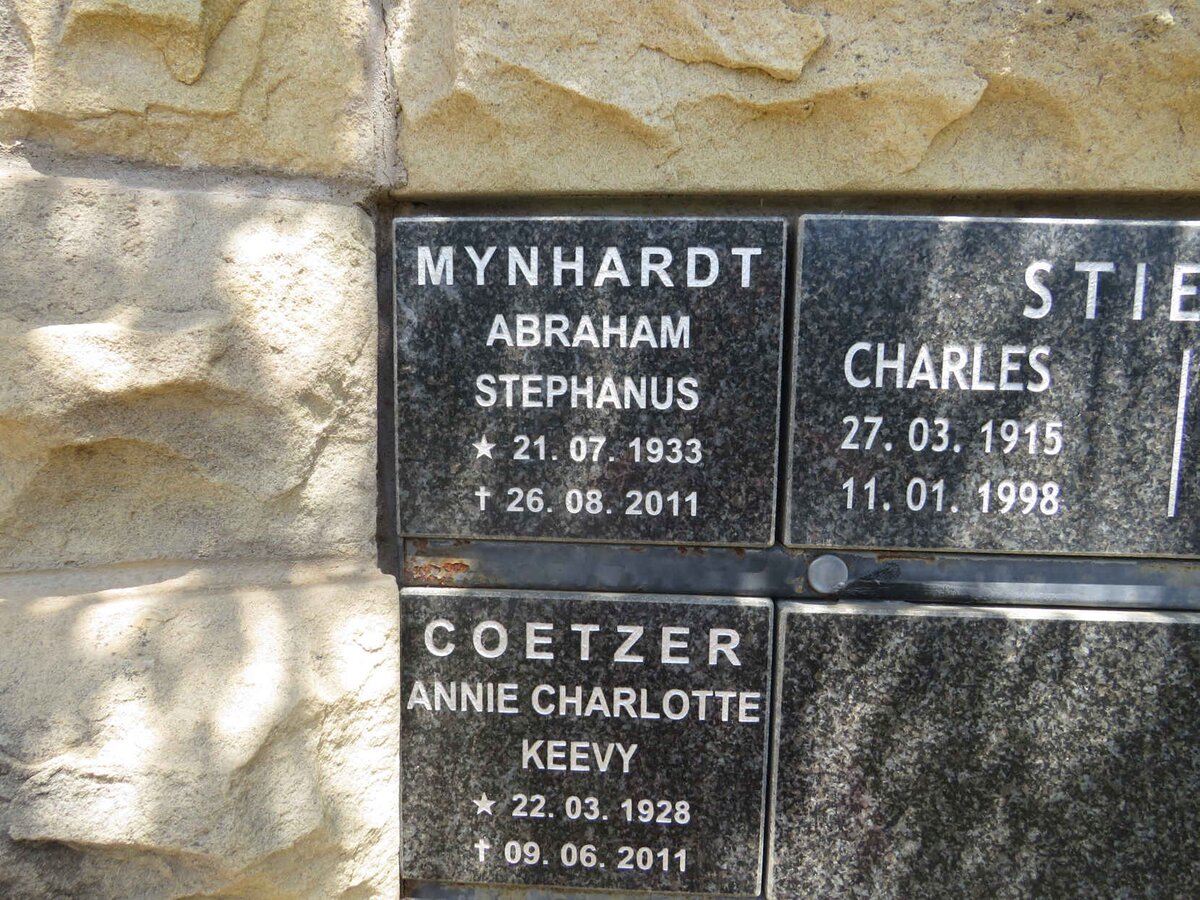 MYNHARDT
ABRAHAM
STEPHANUS
★ 21. 07. 1933
† 26. 08. 2011
STIE
CHARLES
27. 03. 1915
11. 01. 1998
COETZER
ANNIE CHARLOTTE
KEEVY
★ 22. 03. 1928
† 09. 06. 2011